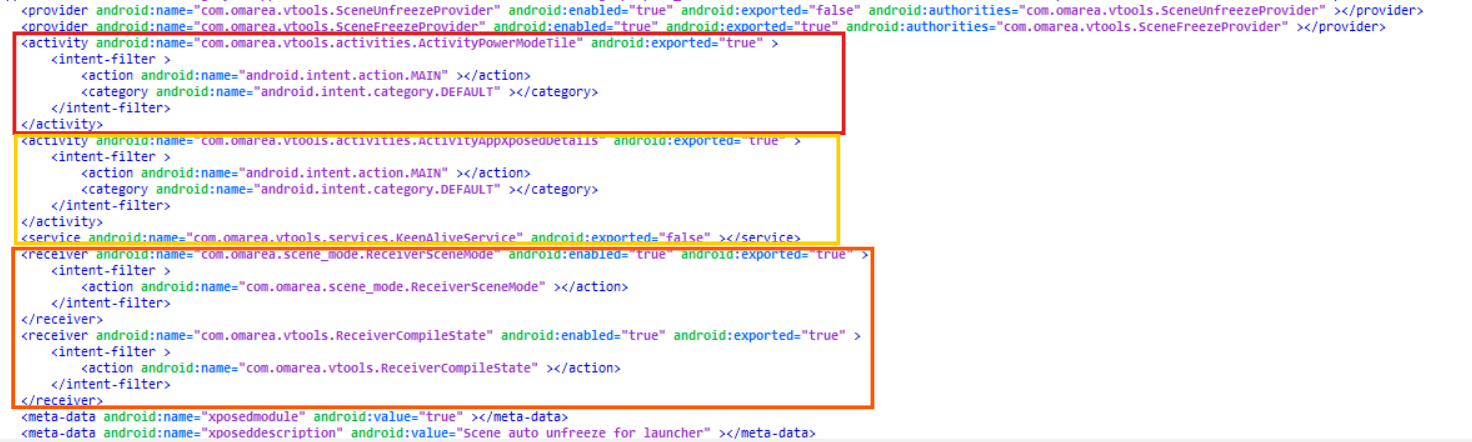 <provider android:name="com.omarea.vtools.SceneUnfreezeProvider" android:enabled="true" android:exported="false" android:authorities="com.omarea.vtools.SceneUnfreezeProvider" ></provider>
<provider android:name="com.omarea.vtools.SceneFreezeProvider" android:enabled="true" android:exported="true" android:authorities="com.omarea.vtools.SceneFreezeProvider" ></provider>
<activity android:name="com.omarea.vtools.activities.ActivityPowerModeTile" android:exported="true" >
<intent-filter >
<action android:name="android.intent.action.MAIN" ></action>
<category android:name="android.intent.category.DEFAULT" ></category>
</intent-filter>
</activity>
<activity android:name="com.omarea.vtools.activities.ActivityAppXposedDetails" android:exported="true" >
<intent-filter >
<action android:name="android.intent.action.MAIN" ></action>
<category android:name="android.intent.category.DEFAULT" ></category>
</intent-filter>
</activity>
<service android:name="com.omarea.vtools.services.KeepAliveService" android:exported="false" ></service>
<receiver android:name="com.omarea.scene_mode.ReceiverSceneMode" android:enabled="true" android:exported="true" >
<intent-filter >
<action android:name="com.omarea.scene_mode.ReceiverSceneMode" ></action>
</intent-filter>
</receiver>
<receiver android:name="com.omarea.vtools.ReceiverCompileState" android:enabled="true" android:exported="true" >
<intent-filter >
<action android:name="com.omarea.vtools.ReceiverCompileState" ></action>
</intent-filter>
</receiver>
<meta-data android:name="xposedmodule" android:value="true" ></meta-data>
<meta-data android:name="xposeddescription" android:value="Scene auto unfreeze for launcher" ></meta-data>